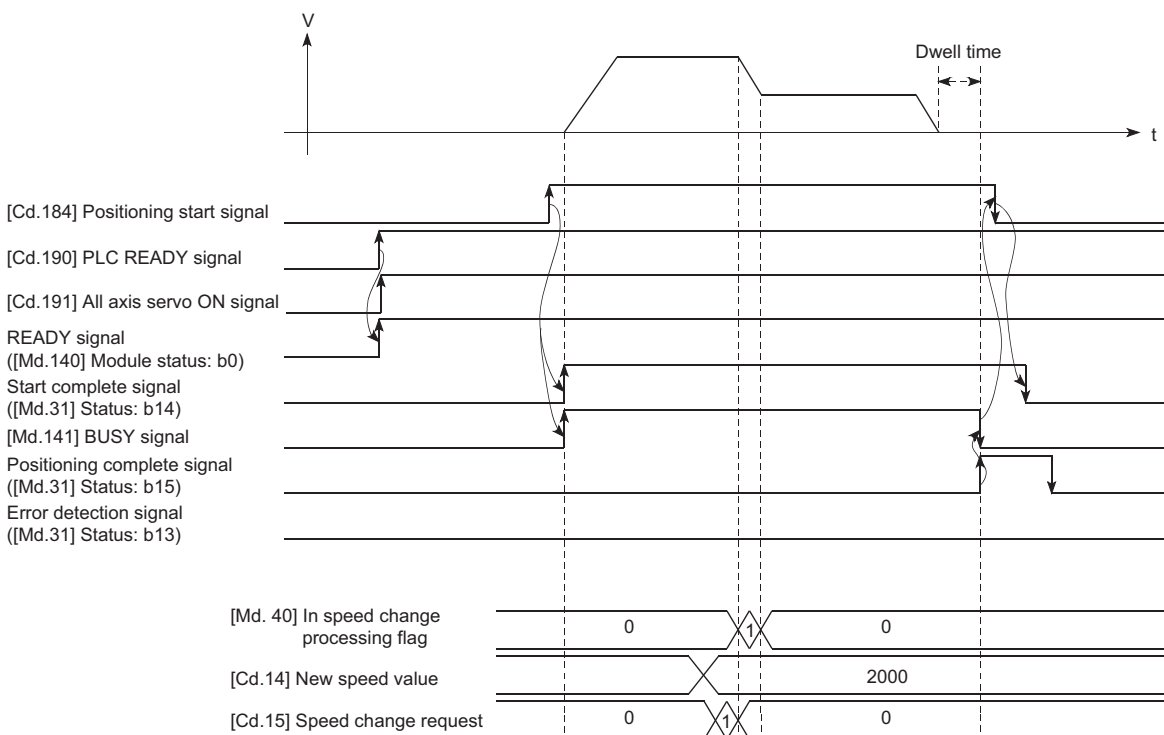 V
Dwell time
t
[Cd.184] Positioning start signal
[Cd.190] PLC READY signal
[Cd.191] All axis servo ON signal
READY signal
([Md.140] Module status: b0)
Start complete signal
([Md.31] Status: b14)
[Md.141] BUSY signal
Positioning complete signal
([Md.31] Status: b15)
Error detection signal
([Md.31] Status: b13)
[Md. 40] In speed change
processing flag
0 1 0
[Cd.14] New speed value
2000
[Cd.15] Speed change request
0 1 0